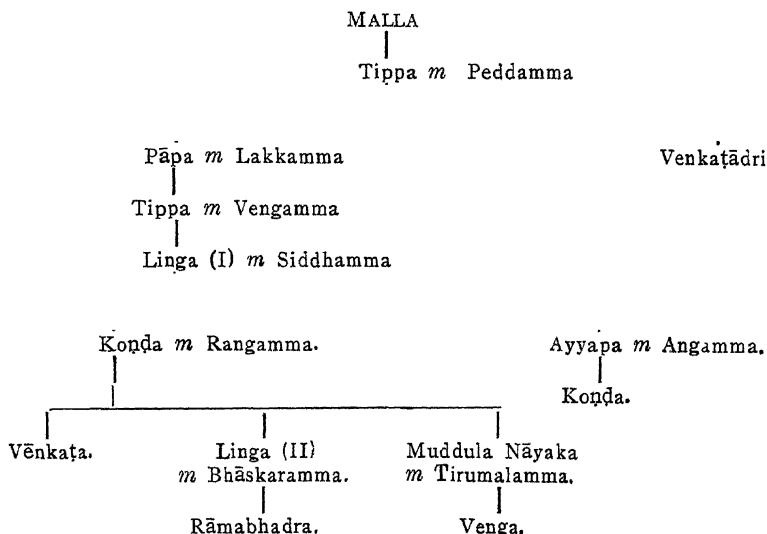 MALLA
Tippa m Peddamma
Pāpa m Lakkamma Venkaṭādri
Tippa m Vengamma
Linga (I) m Siddhamma
Koṇḍa m Rangamma. Ayyapa m Angamma.
Koṇḍa.
Vēnkaṭa. Linga (II) Muddula Nāyaka
m Bhāskaramma. m Tirumalamma.
Rāmabhadra. Venga.